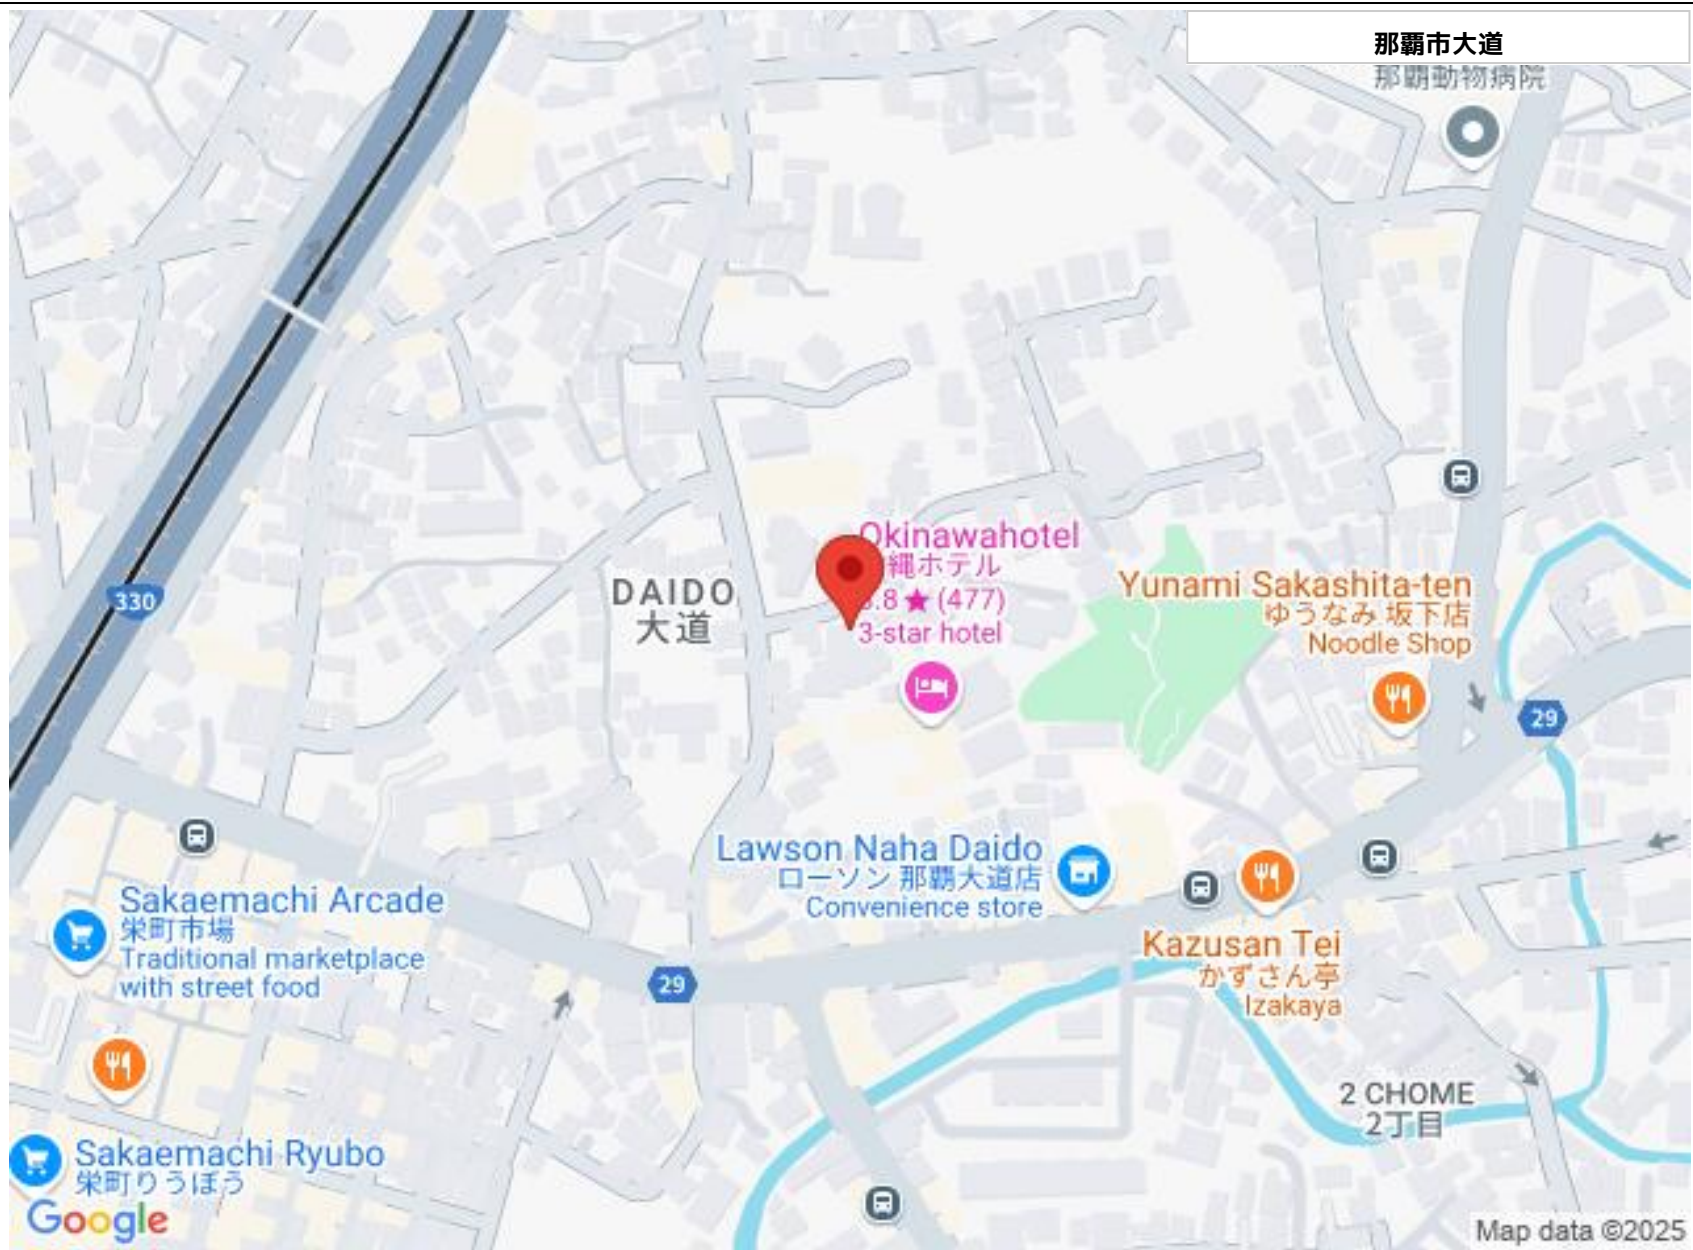 那覇市大道
那覇動物病院
Okinawahotel
縄ホテル
.8 ★ (477)
3-star hotel
Yunami Sakashita-ten
ゆうなみ 坂下店
Noodle Shop
DAIDO
大道
330
29
Lawson Naha Daido
ローソン 那覇大道店
Convenience store
Sakaemachi Arcade
栄町市場
Traditional marketplace
with street food
29
Kazusan Tei
かずさん亭
Izakaya
2 CHOME
2丁目
Sakaemachi Ryubo
栄町りうぼう
Google
Map data ©2025